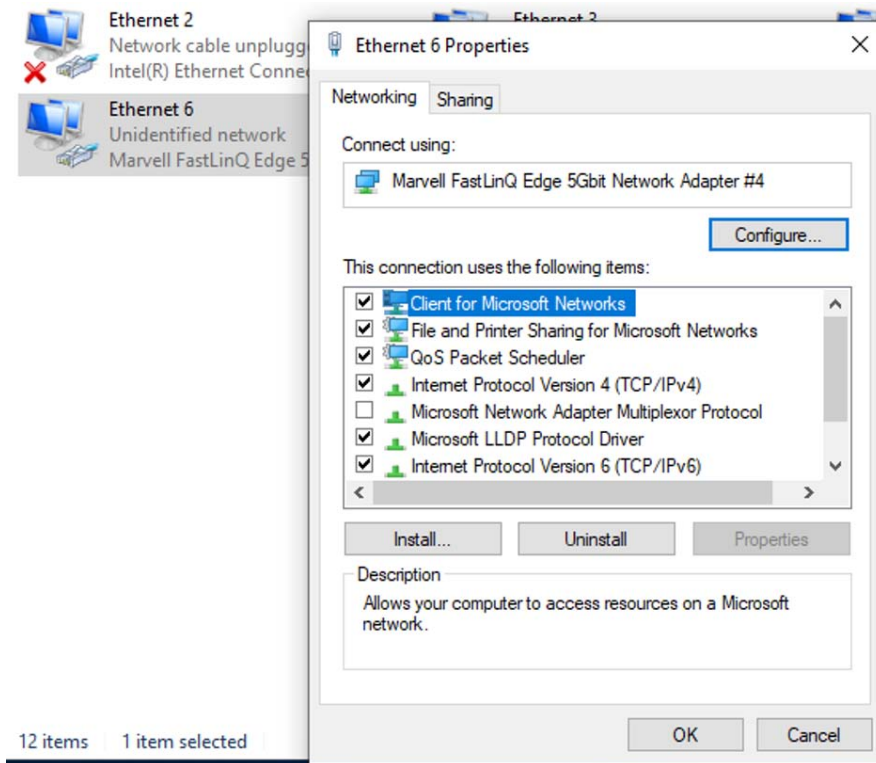 Ethernet 2
Network cable unplugg
Intel(R) Ethernet Connec
Ethernet 6
Unidentified network
Marvell FastLinQ Edge 5
Ethernet 3
Ethernet 6 Properties
Networking
Sharing
Connect using:
Marvell FastLinQ Edge 5Gbit Network Adapter #4
Configure...
This connection uses the following items:
Client for Microsoft Networks
File and Printer Sharing for Microsoft Networks
QoS Packet Scheduler
Internet Protocol Version 4 (TCP/IPv4)
Microsoft Network Adapter Multiplexor Protocol
Microsoft LLDP Protocol Driver
Internet Protocol Version 6 (TCP/IPv6)
Install...
Uninstall
Properties
Description
Allows your computer to access resources on a Microsoft
network.
OK
Cancel
12 items
1 item selected